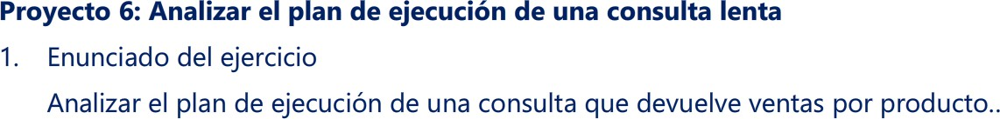 Proyecto 6: Analizar el plan de ejecución de una consulta lenta
1. Enunciado del ejercicio
Analizar el plan de ejecución de una consulta que devuelve ventas por producto.